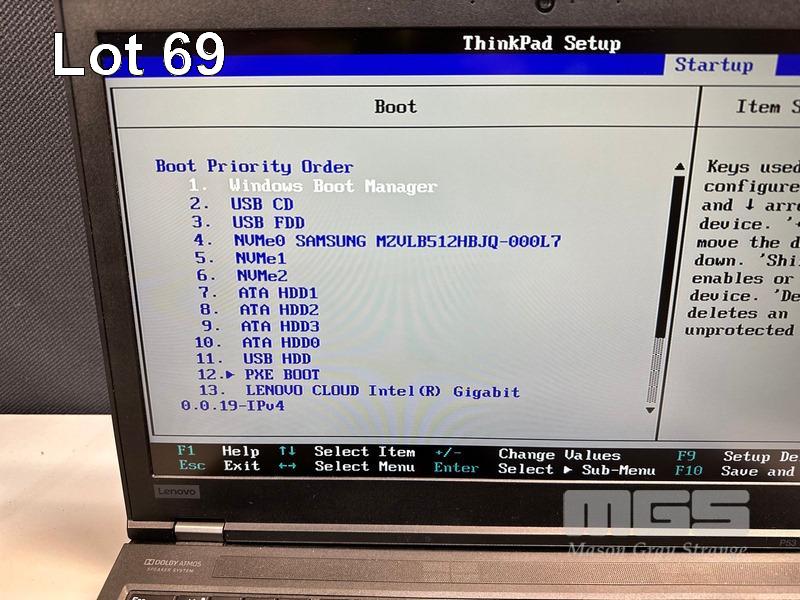 Lot 69
ThinkPad Setup
Startup
Boot
Item S
Boot Priority Order
1. Windows Boot Manager
2. USB CD
3. USB FDD
4. NVMe0 SAMSUNG MZVLB512HBJQ-000L7
5. NVMe1
6. NVMe2
7. ATA HDD1
8. ATA HDD2
9. ATA HDD3
10. ATA HDD0
11. USB HDD
12.▶ PXE BOOT
13. LENOVO CLOUD Intel(R) Gigabit
0.0.19-IPv4
Keys used
configure
and ↓ arro
device. '+
move the d
down. 'Shi
enables or
device. 'De
deletes an
unprotected
F1 Help ↑↓ Select Item +/- Change Values F9 Setup De
Esc Exit ←→ Select Menu Enter Select ▶ Sub-Menu F10 Save and
Lenovo
MGS
Mason Gray Strange
P53
DOLBY ATMOS
SPEAKER SYSTEM